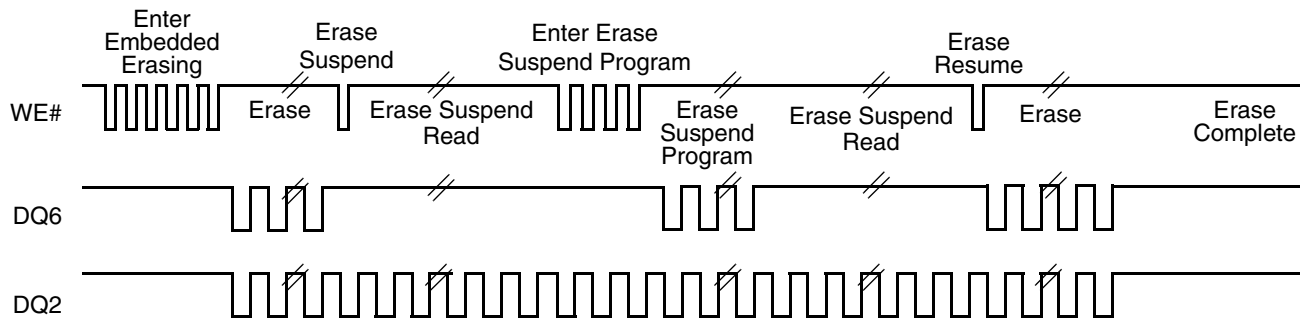 Enter
Embedded
Erasing
Erase
Suspend
Enter Erase
Suspend Program
Erase
Resume
WE#
Erase
Erase Suspend
Read
Erase
Suspend
Program
Erase Suspend
Read
Erase
Erase
Complete
DQ6
DQ2